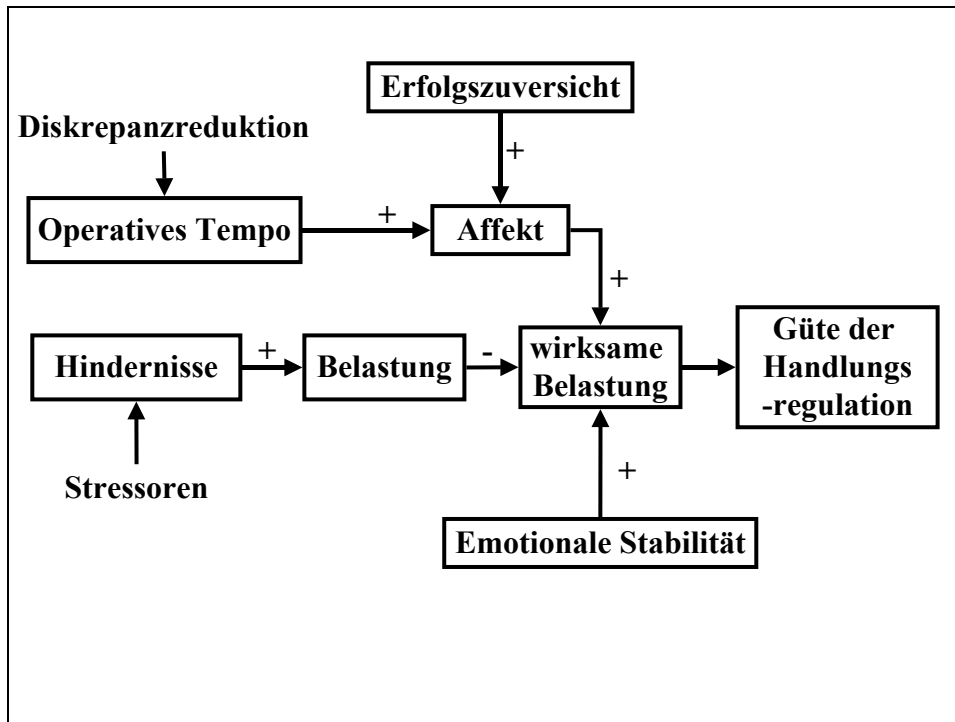 Erfolgszuversicht
Diskrepanzreduktion
+
Operatives Tempo
+
Affekt
+
Hindernisse
+
Belastung
-
wirksame
Belastung
Güte der
Handlungs
-regulation
Stressoren
+
Emotionale Stabilität